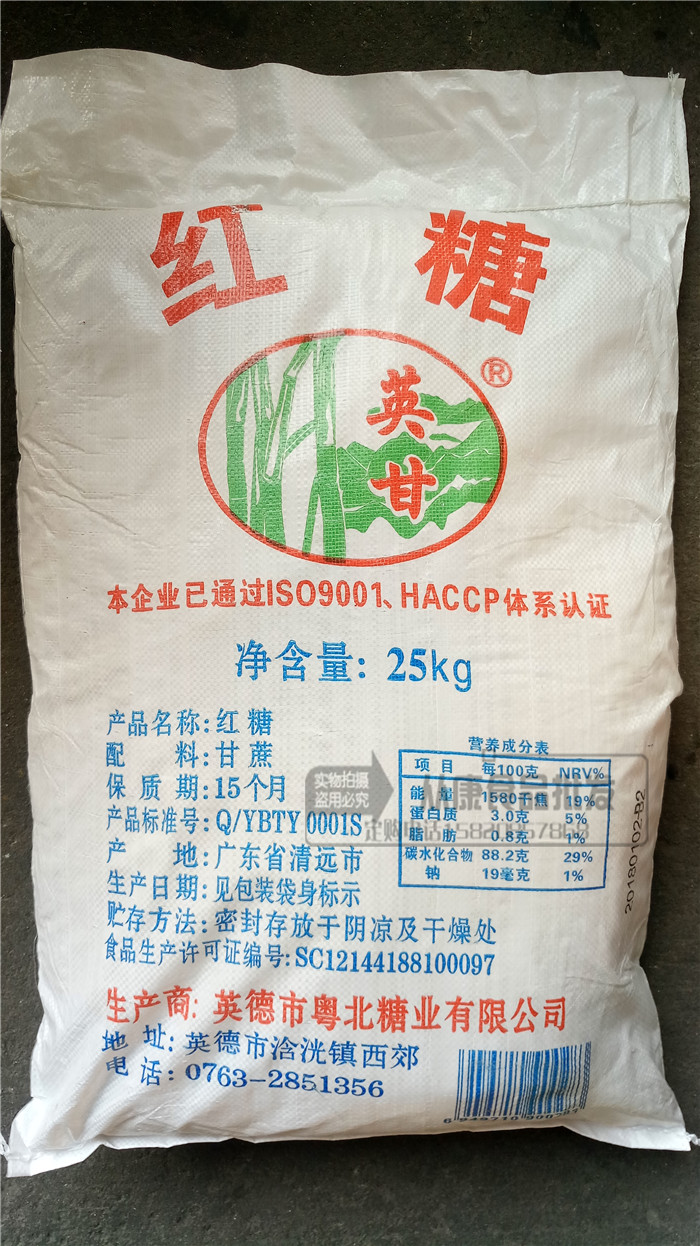 红糖
®
英
甘
本企业已通过ISO9001、HACCP体系认证
净含量：25kg
产品名称：红糖
配 料：甘蔗
保 质 期：15个月
产品标准号：Q/YBTY 0001S
产 地：广东省清远市
生产日期：见包装袋身标示
贮存方法：密封存放于阴凉及干燥处
食品生产许可证编号：SC12144188100097
营养成分表
项 目 每100克 NRV%
能 量 1580千焦 19%
蛋白质 3.0克 5%
脂 肪 0.8克 1%
碳水化合物 88.2克 29%
钠 19毫克 1%
20180102-B2
实物拍摄
盗用必究
康食品批发
定购电话
生产商：英德市粤北糖业有限公司
地 址：英德市浛洸镇西郊
电 话：0763-2851356